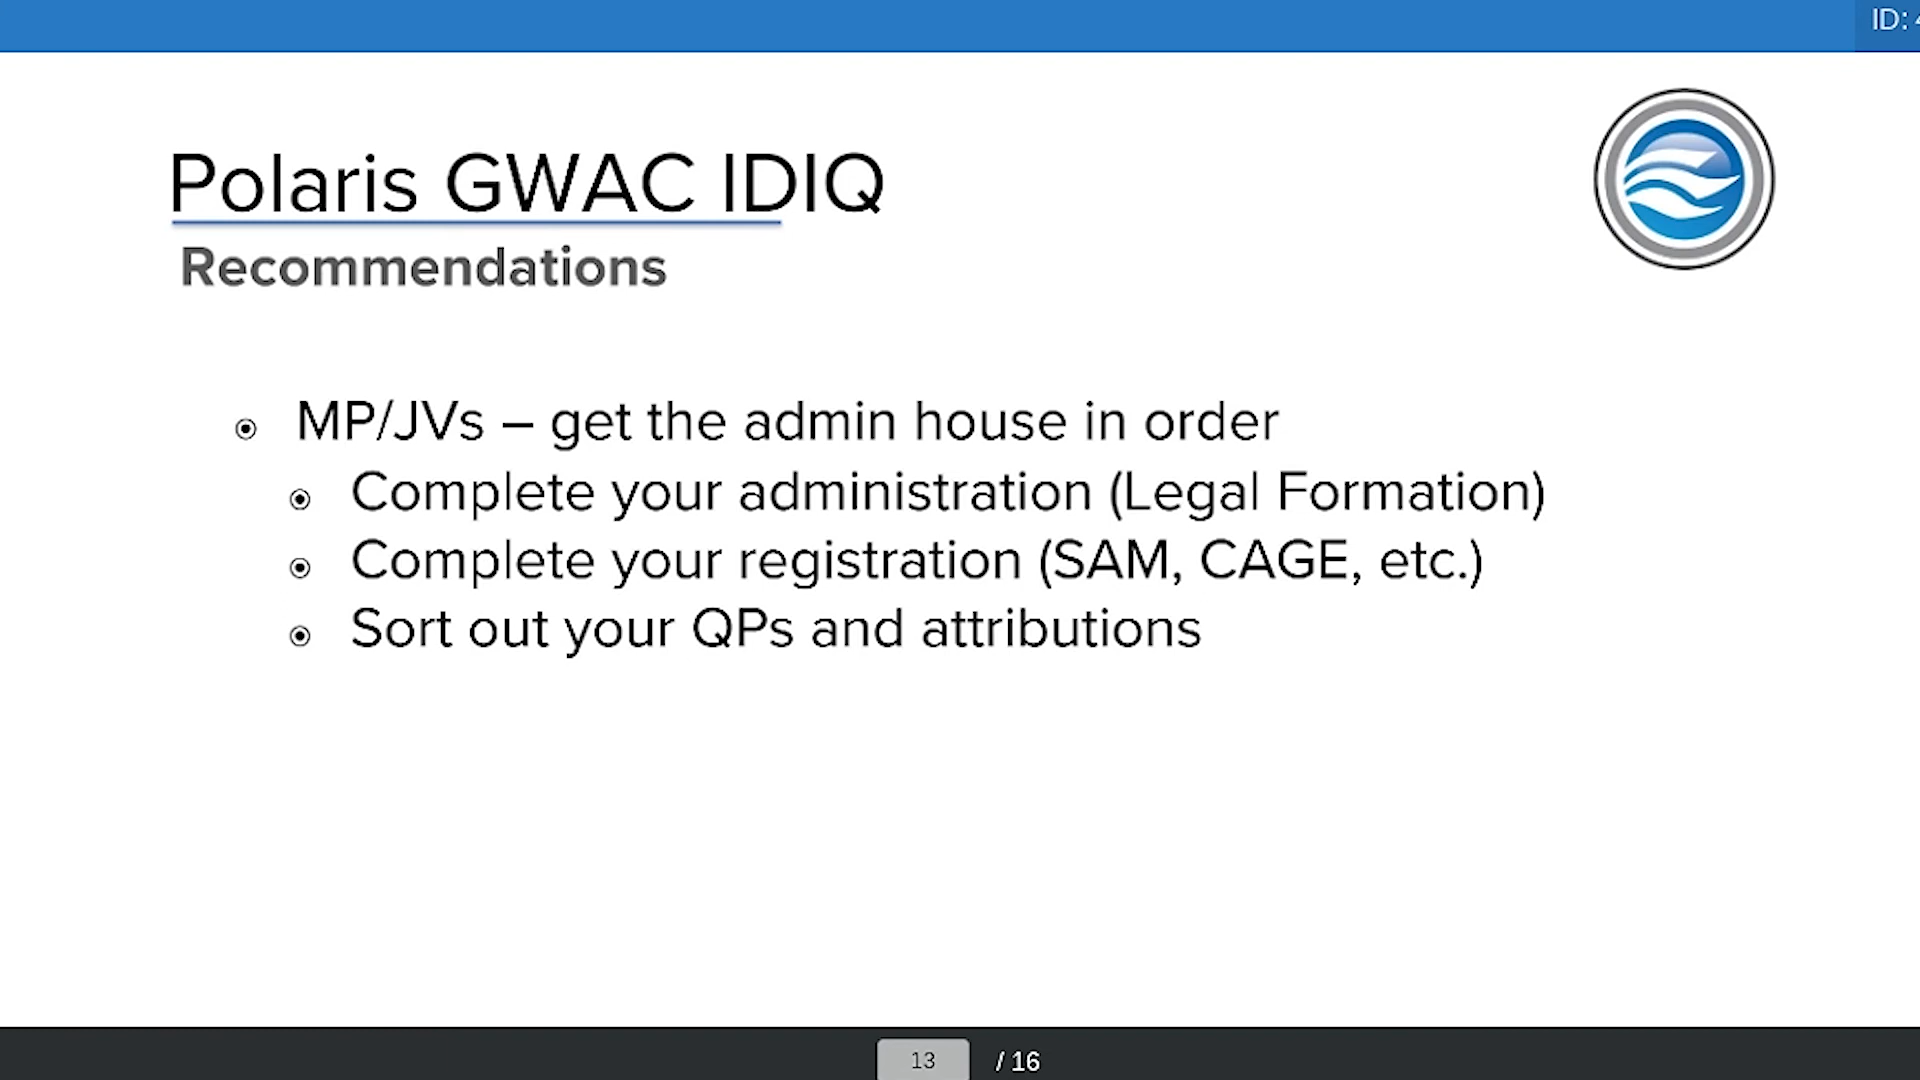 ID:
Polaris GWAC IDIQ
Recommendations
MP/JVs – get the admin house in order
Complete your administration (Legal Formation)
Complete your registration (SAM, CAGE, etc.)
Sort out your QPs and attributions
13 / 16